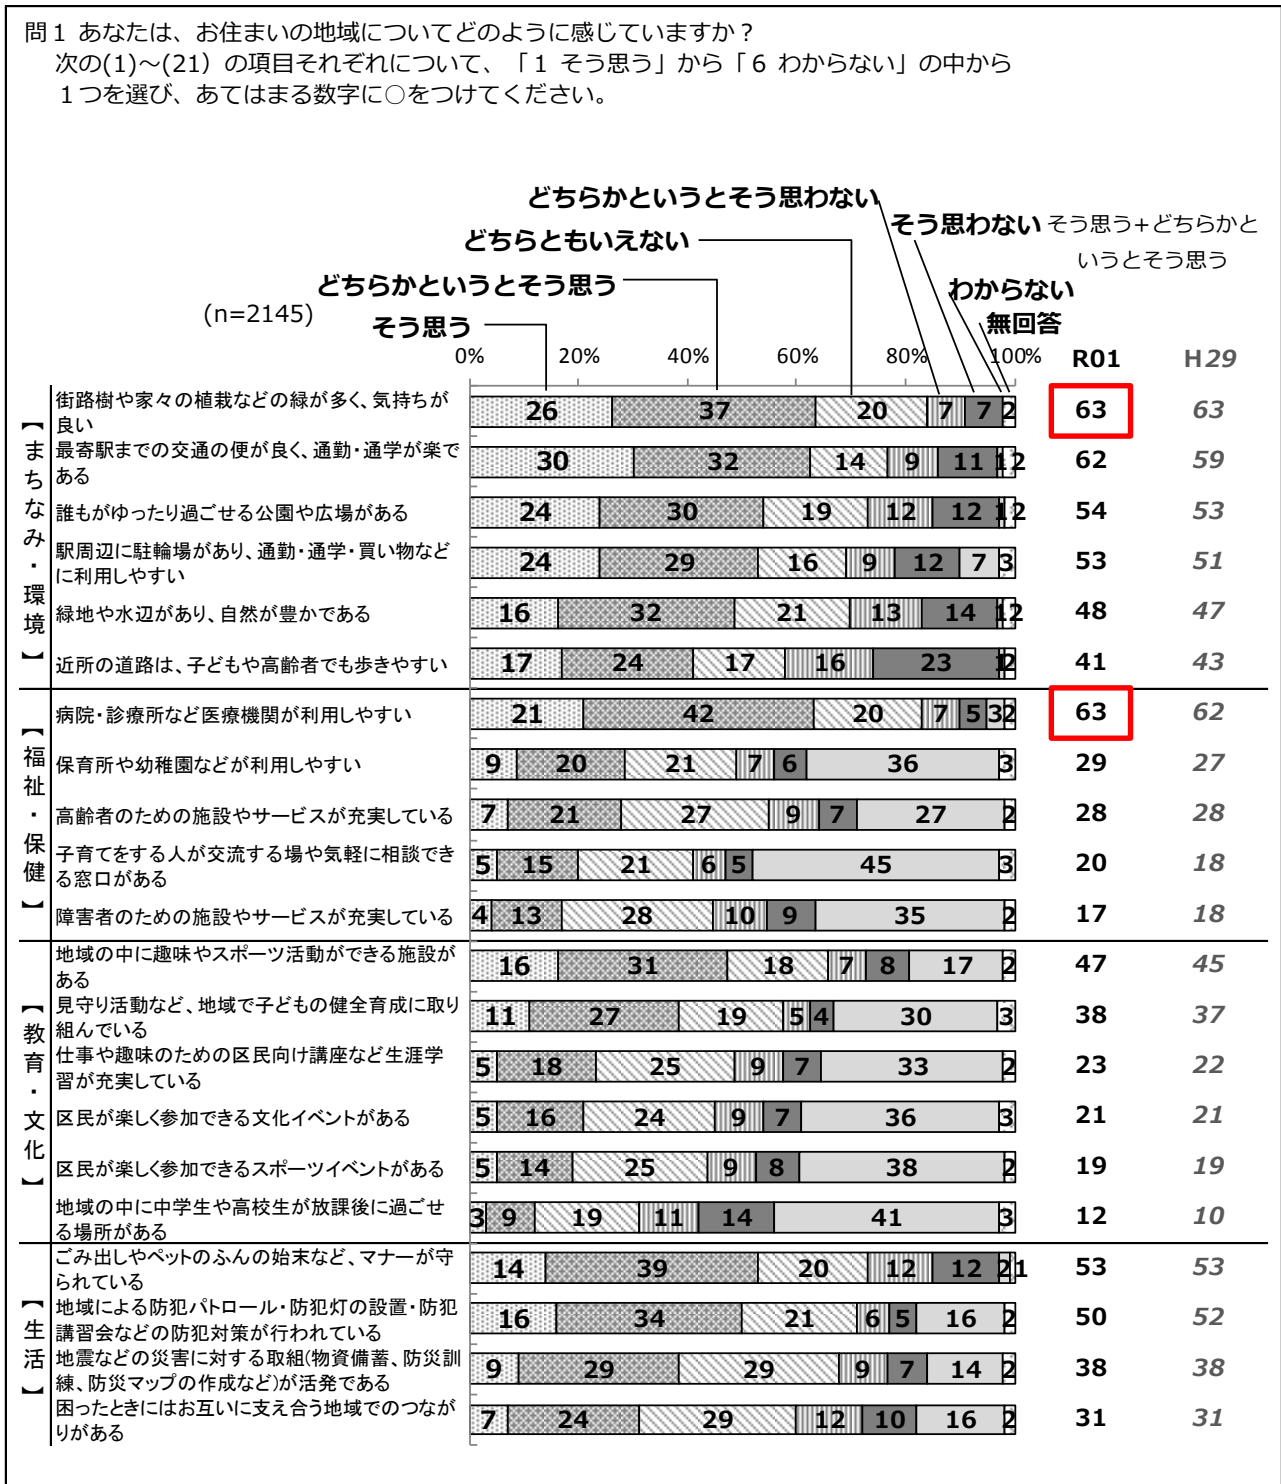 問1 あなたは、お住まいの地域についてどのように感じていますか？
次の(1)～(21) の項目それぞれについて、「1 そう思う」から「6 わからない」の中から
１つを選び、あてはまる数字に○をつけてください。
どちらかというとそう思わない
そう思わない
そう思う+どちらかと
いうとそう思う
どちらともいえない
どちらかというとそう思う
わからない
(n=2145)
そう思う
無回答
0% 20% 40% 60% 80% 100% R01 H29
【まちなみ・環境】
街路樹や家々の植栽などの緑が多く、気持ちが
良い
26 37 20 7 7 2 63 63
最寄駅までの交通の便が良く、通勤・通学が楽で
ある
30 32 14 9 11 1 2 62 59
誰もがゆったり過ごせる公園や広場がある
24 30 19 12 12 1 2 54 53
駅周辺に駐輪場があり、通勤・通学・買い物など
に利用しやすい
24 29 16 9 12 7 3 53 51
緑地や水辺があり、自然が豊かである
16 32 21 13 14 1 2 48 47
近所の道路は、子どもや高齢者でも歩きやすい
17 24 17 16 23 1 2 41 43
【福祉・保健】
病院・診療所など医療機関が利用しやすい
21 42 20 7 5 3 2 63 62
保育所や幼稚園などが利用しやすい
9 20 21 7 6 36 3 29 27
高齢者のための施設やサービスが充実している
7 21 27 9 7 27 2 28 28
子育てをする人が交流する場や気軽に相談でき
る窓口がある
5 15 21 6 5 45 3 20 18
障害者のための施設やサービスが充実している
4 13 28 10 9 35 2 17 18
【教育・文化】
地域の中に趣味やスポーツ活動ができる施設が
ある
16 31 18 7 8 17 2 47 45
見守り活動など、地域で子どもの健全育成に取り
組んでいる
11 27 19 5 4 30 3 38 37
仕事や趣味のための区民向け講座など生涯学
習が充実している
5 18 25 9 7 33 2 23 22
区民が楽しく参加できる文化イベントがある
5 16 24 9 7 36 3 21 21
区民が楽しく参加できるスポーツイベントがある
5 14 25 9 8 38 2 19 19
地域の中に中学生や高校生が放課後に過ごせ
る場所がある
3 9 19 11 14 41 3 12 10
【生活】
ごみ出しやペットのふんの始末など、マナーが守
られている
14 39 20 12 12 2 1 53 53
地域による防犯パトロール・防犯灯の設置・防犯
講習会などの防犯対策が行われている
16 34 21 6 5 16 2 50 52
地震などの災害に対する取組(物資備蓄、防災訓
練、防災マップの作成など)が活発である
9 29 29 9 7 14 2 38 38
困ったときにはお互いに支え合う地域でのつなが
りがある
7 24 29 12 10 16 2 31 31